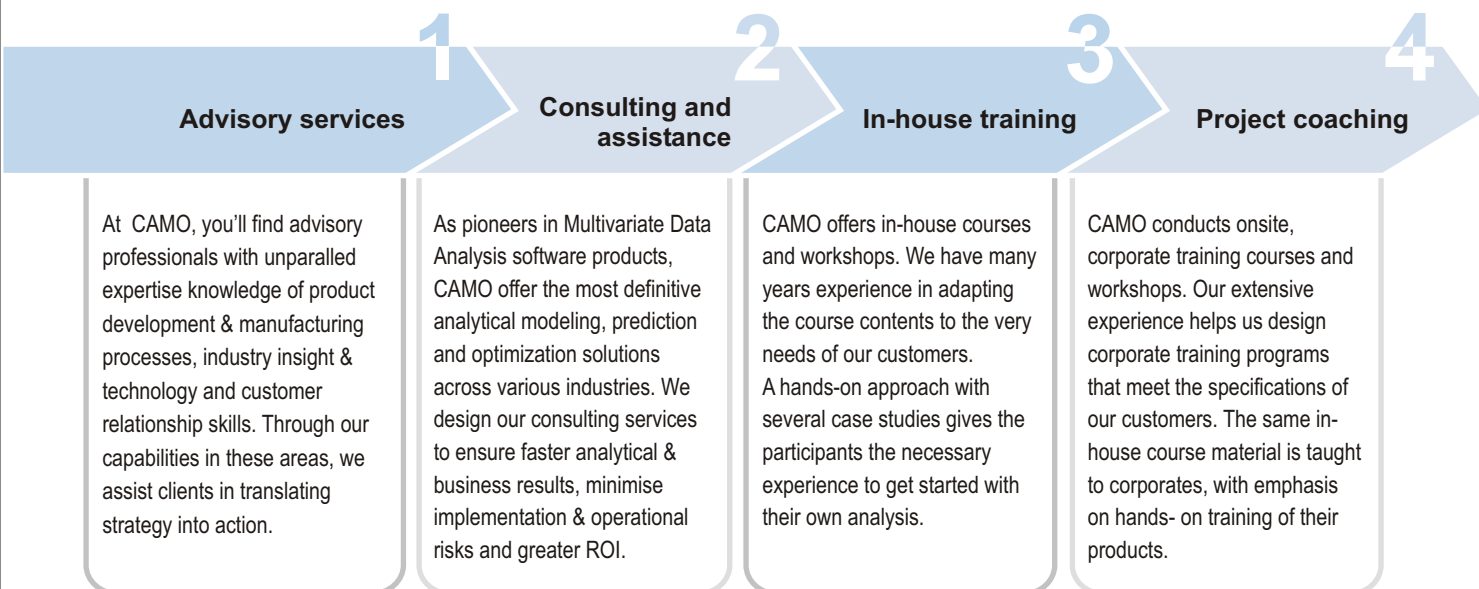 1
Advisory services
At CAMO, you'll find advisory
professionals with unparalled
expertise knowledge of product
development & manufacturing
processes, industry insight &
technology and customer
relationship skills. Through our
capabilities in these areas, we
assist clients in translating
strategy into action.
2
Consulting and
assistance
As pioneers in Multivariate Data
Analysis software products,
CAMO offer the most definitive
analytical modeling, prediction
and optimization solutions
across various industries. We
design our consulting services
to ensure faster analytical &
business results, minimise
implementation & operational
risks and greater ROI.
3
In-house training
CAMO offers in-house courses
and workshops. We have many
years experience in adapting
the course contents to the very
needs of our customers.
A hands-on approach with
several case studies gives the
participants the necessary
experience to get started with
their own analysis.
4
Project coaching
CAMO conducts onsite,
corporate training courses and
workshops. Our extensive
experience helps us design
corporate training programs
that meet the specifications of
our customers. The same in-
house course material is taught
to corporates, with emphasis
on hands- on training of their
products.